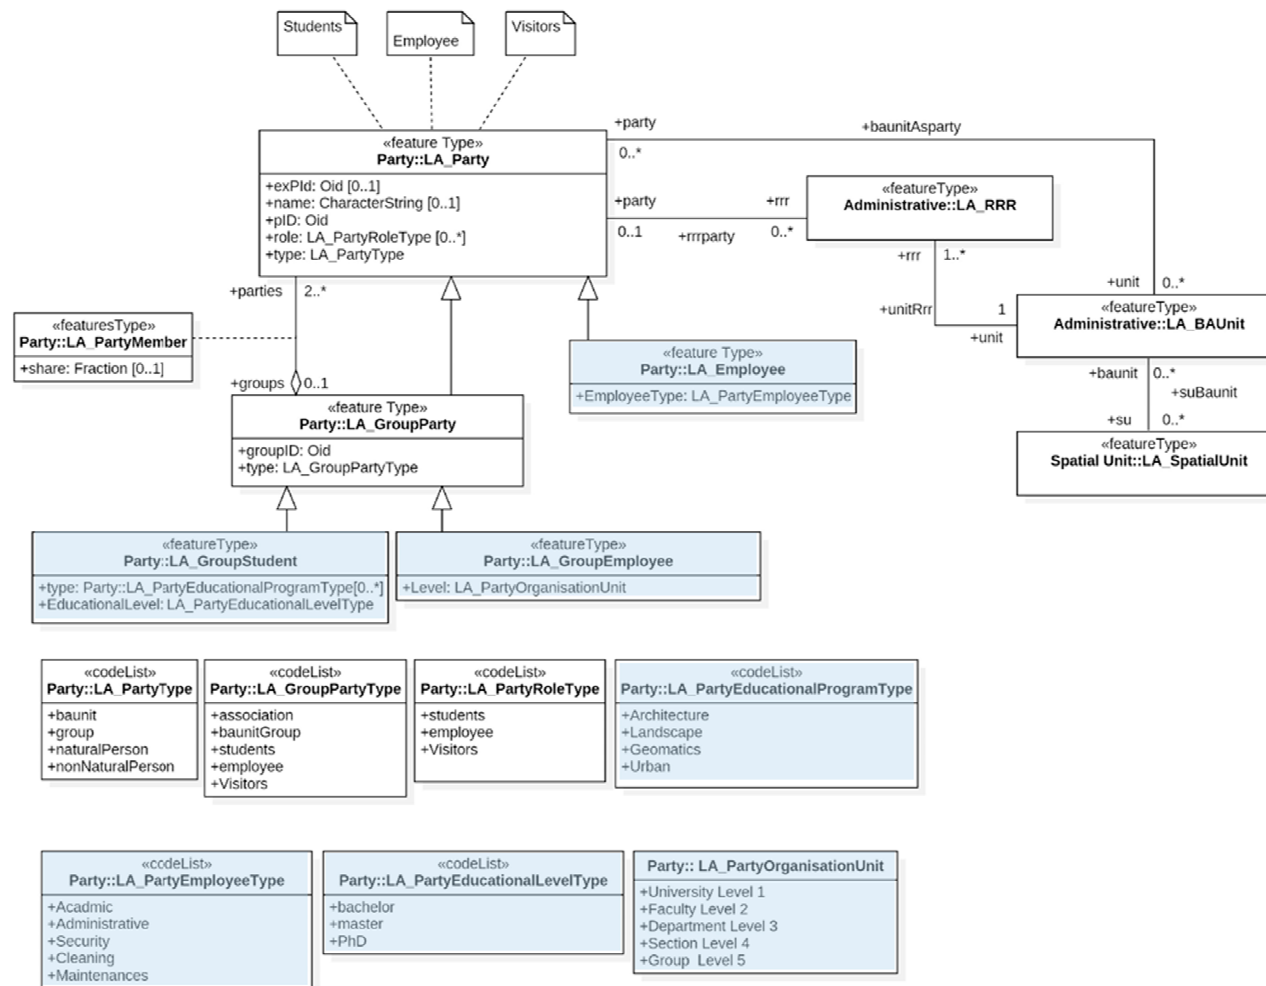 Students
Employee
Visitors
«feature Type»
Party::LA_Party
+exPId: Oid [0..1]
+name: CharacterString [0..1]
+pID: Oid
+role: LA_PartyRoleType [0..*]
+type: LA_PartyType
+party
0..*
+baunitAsparty
+party
0..1
+rrrparty
+rrr
0..*
«featureType»
Administrative::LA_RRR
+rrr
1..*
+unitRrr
1
+unit
+unit
0..*
«featureType»
Administrative::LA_BAUnit
+baunit
0..*
+suBaunit
+su
0..*
«featureType»
Spatial Unit::LA_SpatialUnit
+parties
2..*
«featuresType»
Party::LA_PartyMember
+share: Fraction [0..1]
+groups
0..1
«feature Type»
Party::LA_GroupParty
+groupID: Oid
+type: LA_GroupPartyType
«feature Type»
Party::LA_Employee
+EmployeeType: LA_PartyEmployeeType
«featureType»
Party::LA_GroupStudent
+type: Party::LA_PartyEducationalProgramType[0..*]
+EducationalLevel: LA_PartyEducationalLevelType
«featureType»
Party::LA_GroupEmployee
+Level: LA_PartyOrganisationUnit
«codeList»
Party::LA_PartyType
+baunit
+group
+naturalPerson
+nonNaturalPerson
«codeList»
Party::LA_GroupPartyType
+association
+baunitGroup
+students
+employee
+Visitors
«codeList»
Party::LA_PartyRoleType
+students
+employee
+Visitors
«codeList»
Party::LA_PartyEducationalProgramType
+Architecture
+Landscape
+Geomatics
+Urban
«codeList»
Party::LA_PartyEmployeeType
+Acadmic
+Administrative
+Security
+Cleaning
+Maintenances
«codeList»
Party::LA_PartyEducationalLevelType
+bachelor
+master
+PhD
Party:: LA_PartyOrganisationUnit
+University Level 1
+Faculty Level 2
+Department Level 3
+Section Level 4
+Group  Level 5